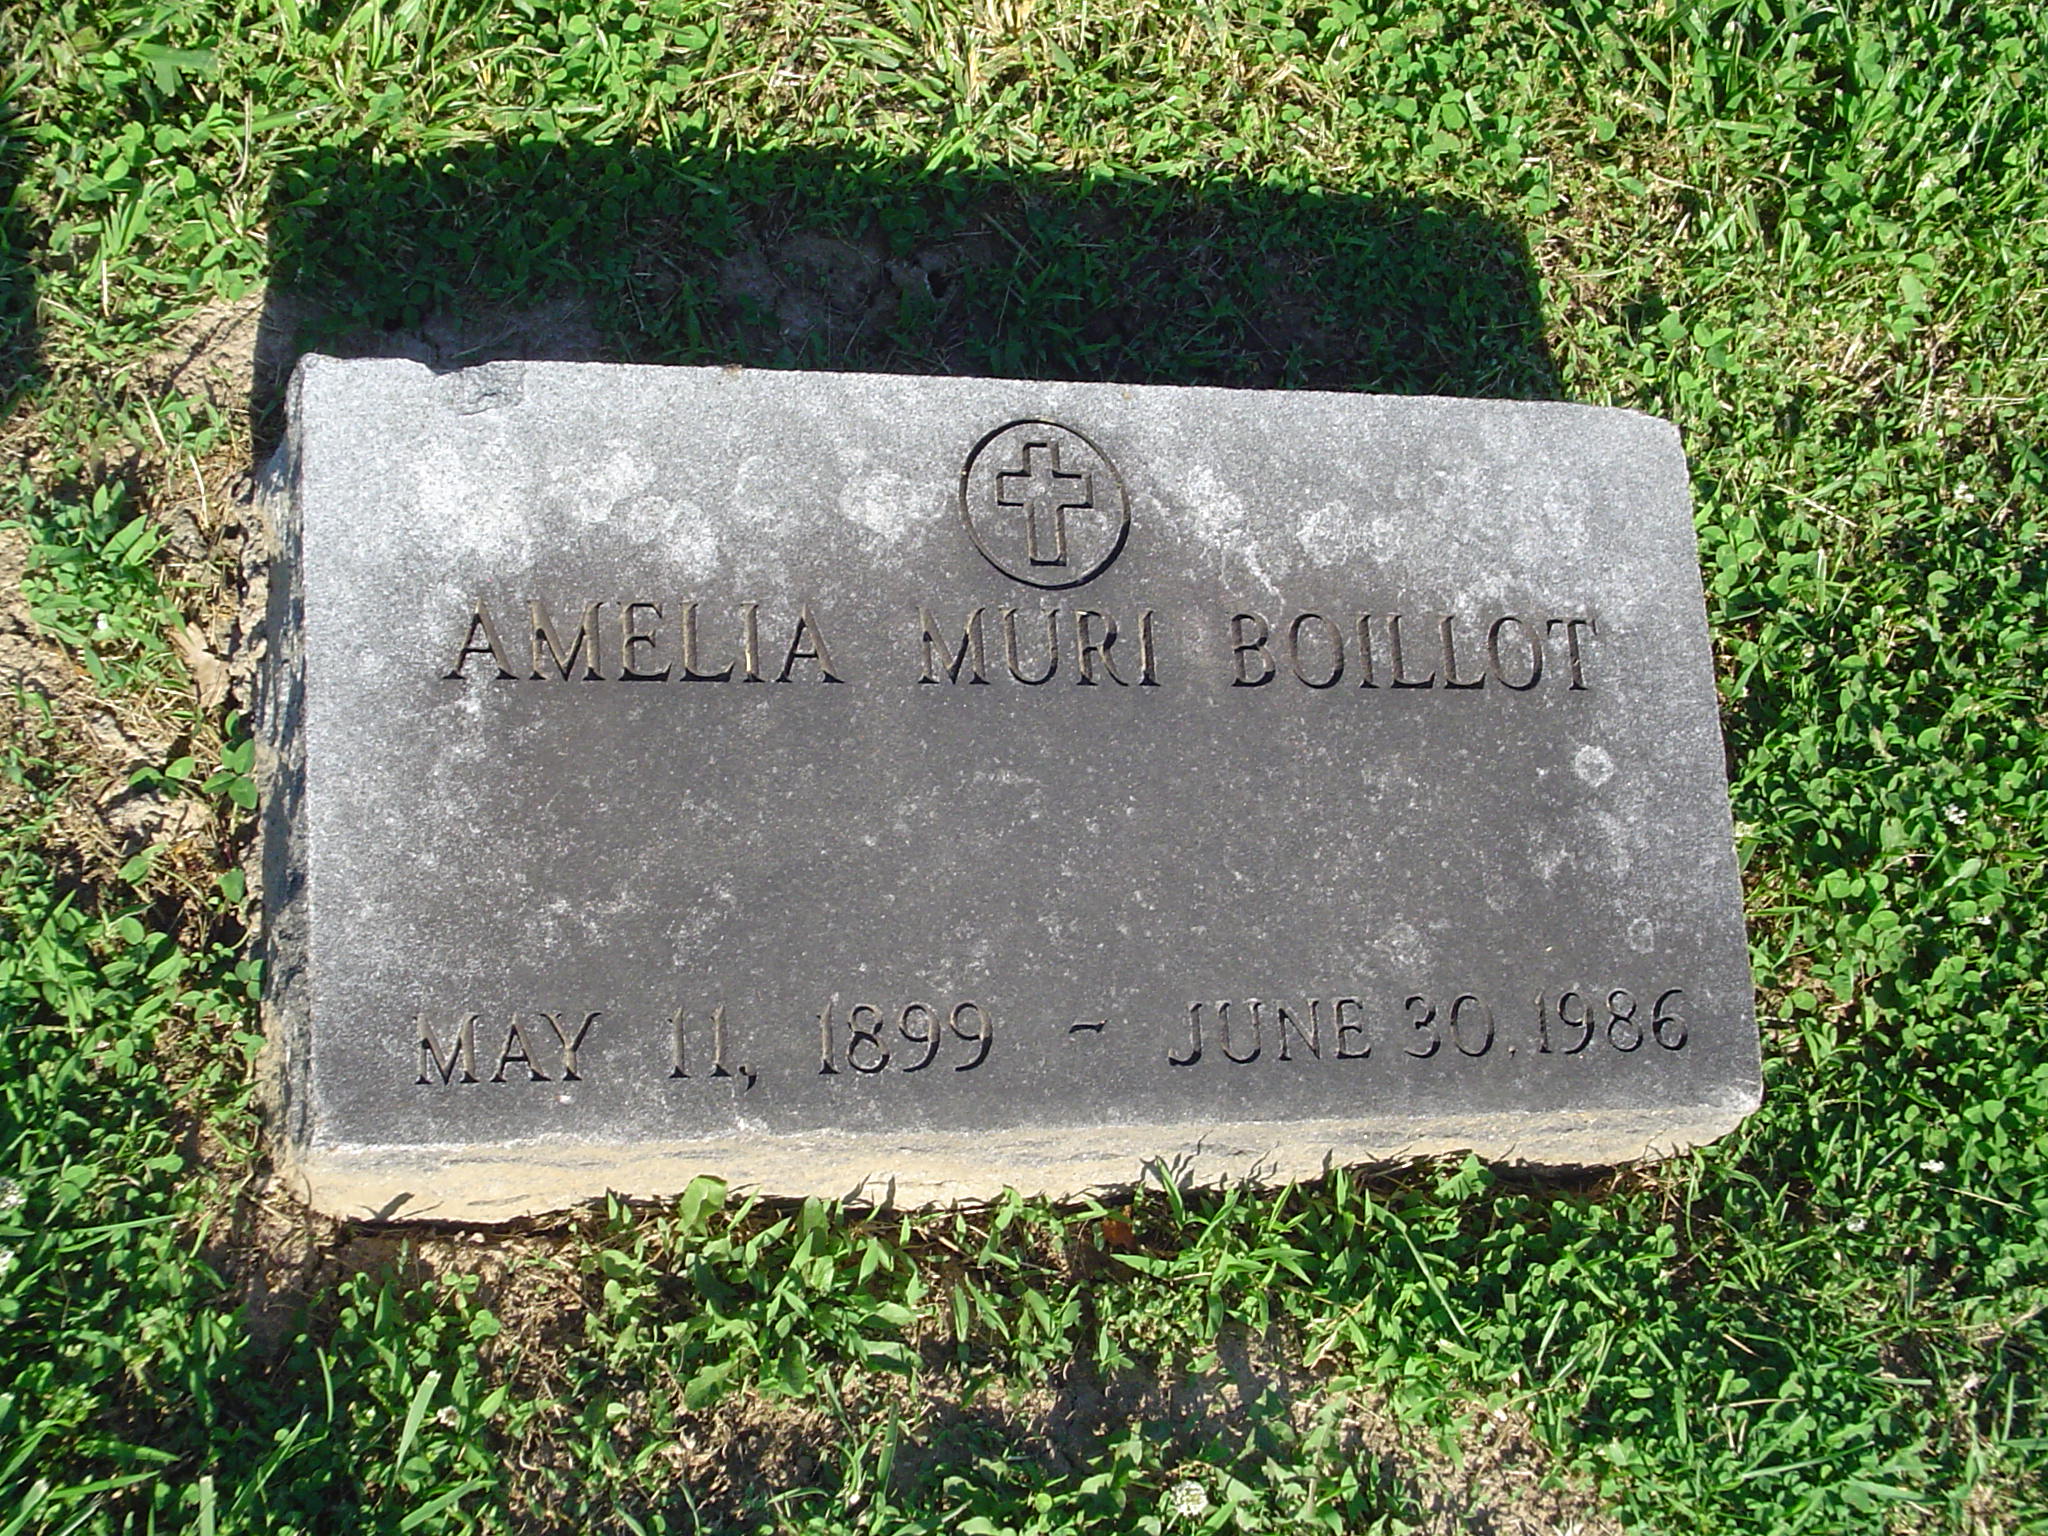 AMELIA MURI BOILLOT
MAY 11, 1899 - JUNE 30, 1986